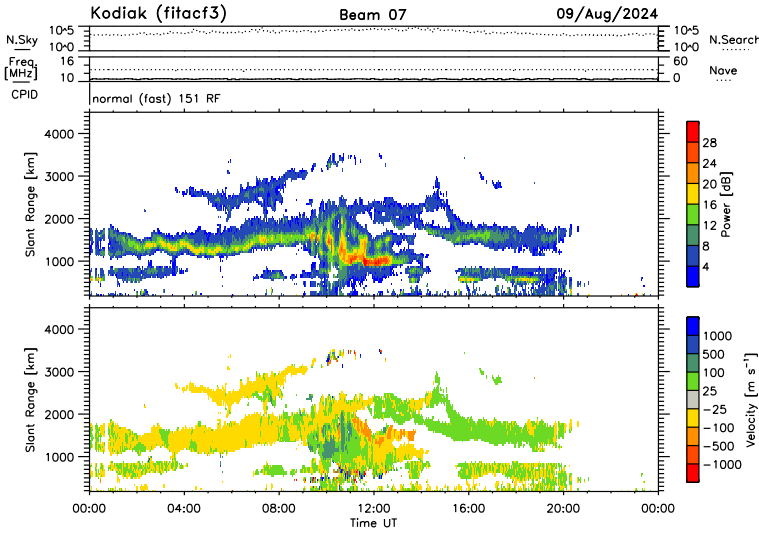 Kodiak (fitacf3) Beam 07 09/Aug/2024
N.Sky 10^5 10^0 10^5 10^0 N.Search
Freq. [MHz] 16 10 60 0 Nave
CPID normal (fast) 151 RF
Slant Range [km] 4000 3000 2000 1000
28 24 20 16 12 8 4 Power [dB]
Slant Range [km] 4000 3000 2000 1000
1000 500 100 25 −25 −100 −500 −1000 Velocity [m s⁻¹]
00:00 04:00 08:00 12:00 16:00 20:00 00:00
Time UT